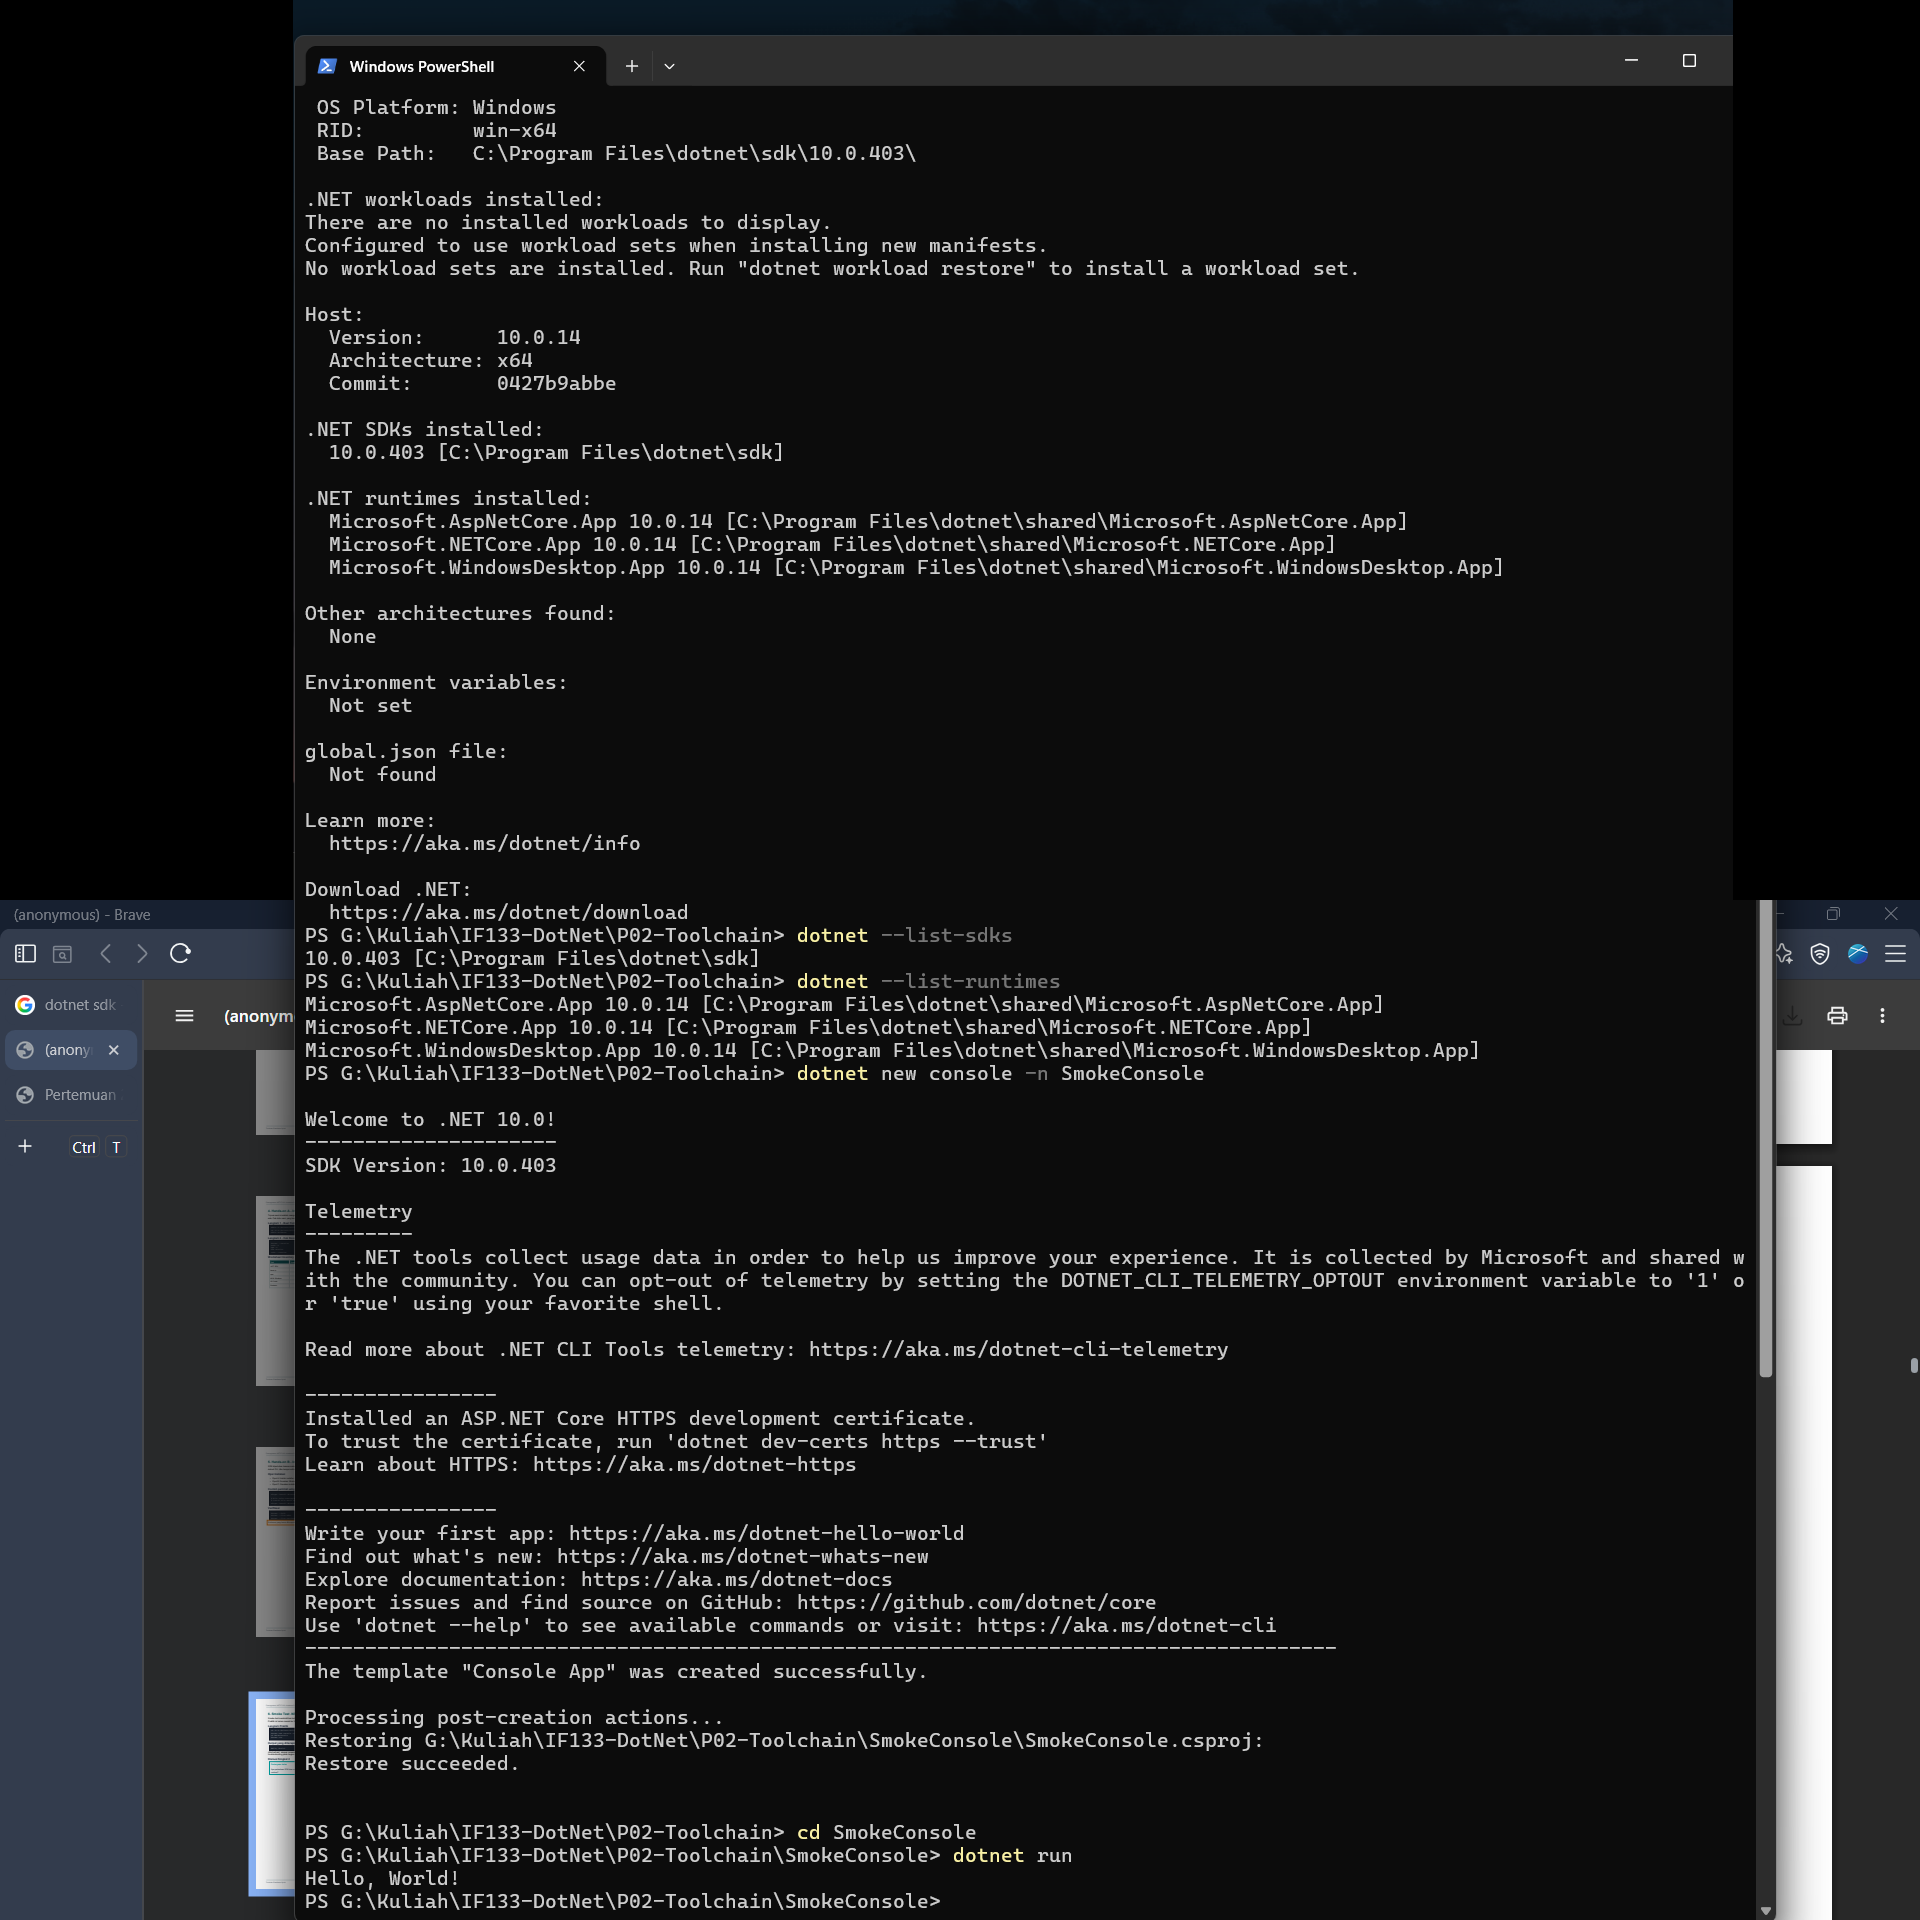 Windows PowerShell
OS Platform: Windows
RID:         win-x64
Base Path:   C:\Program Files\dotnet\sdk\10.0.403\
.NET workloads installed:
There are no installed workloads to display.
Configured to use workload sets when installing new manifests.
No workload sets are installed. Run "dotnet workload restore" to install a workload set.
Host:
  Version:      10.0.14
  Architecture: x64
  Commit:       0427b9abbe
.NET SDKs installed:
  10.0.403 [C:\Program Files\dotnet\sdk]
.NET runtimes installed:
  Microsoft.AspNetCore.App 10.0.14 [C:\Program Files\dotnet\shared\Microsoft.AspNetCore.App]
  Microsoft.NETCore.App 10.0.14 [C:\Program Files\dotnet\shared\Microsoft.NETCore.App]
  Microsoft.WindowsDesktop.App 10.0.14 [C:\Program Files\dotnet\shared\Microsoft.WindowsDesktop.App]
Other architectures found:
  None
Environment variables:
  Not set
global.json file:
  Not found
Learn more:
  https://aka.ms/dotnet/info
Download .NET:
  https://aka.ms/dotnet/download
PS G:\Kuliah\IF133-DotNet\P02-Toolchain> dotnet --list-sdks
10.0.403 [C:\Program Files\dotnet\sdk]
PS G:\Kuliah\IF133-DotNet\P02-Toolchain> dotnet --list-runtimes
Microsoft.AspNetCore.App 10.0.14 [C:\Program Files\dotnet\shared\Microsoft.AspNetCore.App]
Microsoft.NETCore.App 10.0.14 [C:\Program Files\dotnet\shared\Microsoft.NETCore.App]
Microsoft.WindowsDesktop.App 10.0.14 [C:\Program Files\dotnet\shared\Microsoft.WindowsDesktop.App]
PS G:\Kuliah\IF133-DotNet\P02-Toolchain> dotnet new console -n SmokeConsole
Welcome to .NET 10.0!
---------------------
SDK Version: 10.0.403
Telemetry
---------
The .NET tools collect usage data in order to help us improve your experience. It is collected by Microsoft and shared w
ith the community. You can opt-out of telemetry by setting the DOTNET_CLI_TELEMETRY_OPTOUT environment variable to '1' o
r 'true' using your favorite shell.
Read more about .NET CLI Tools telemetry: https://aka.ms/dotnet-cli-telemetry
----------------
Installed an ASP.NET Core HTTPS development certificate.
To trust the certificate, run 'dotnet dev-certs https --trust'
Learn about HTTPS: https://aka.ms/dotnet-https
----------------
Write your first app: https://aka.ms/dotnet-hello-world
Find out what's new: https://aka.ms/dotnet-whats-new
Explore documentation: https://aka.ms/dotnet-docs
Report issues and find source on GitHub: https://github.com/dotnet/core
Use 'dotnet --help' to see available commands or visit: https://aka.ms/dotnet-cli
--------------------------------------------------------------------------------------
The template "Console App" was created successfully.
Processing post-creation actions...
Restoring G:\Kuliah\IF133-DotNet\P02-Toolchain\SmokeConsole\SmokeConsole.csproj:
Restore succeeded.
PS G:\Kuliah\IF133-DotNet\P02-Toolchain> cd SmokeConsole
PS G:\Kuliah\IF133-DotNet\P02-Toolchain\SmokeConsole> dotnet run
Hello, World!
PS G:\Kuliah\IF133-DotNet\P02-Toolchain\SmokeConsole>
(anonymous) - Brave
dotnet sdk
(anony
Pertemuan
Ctrl T
(anonym